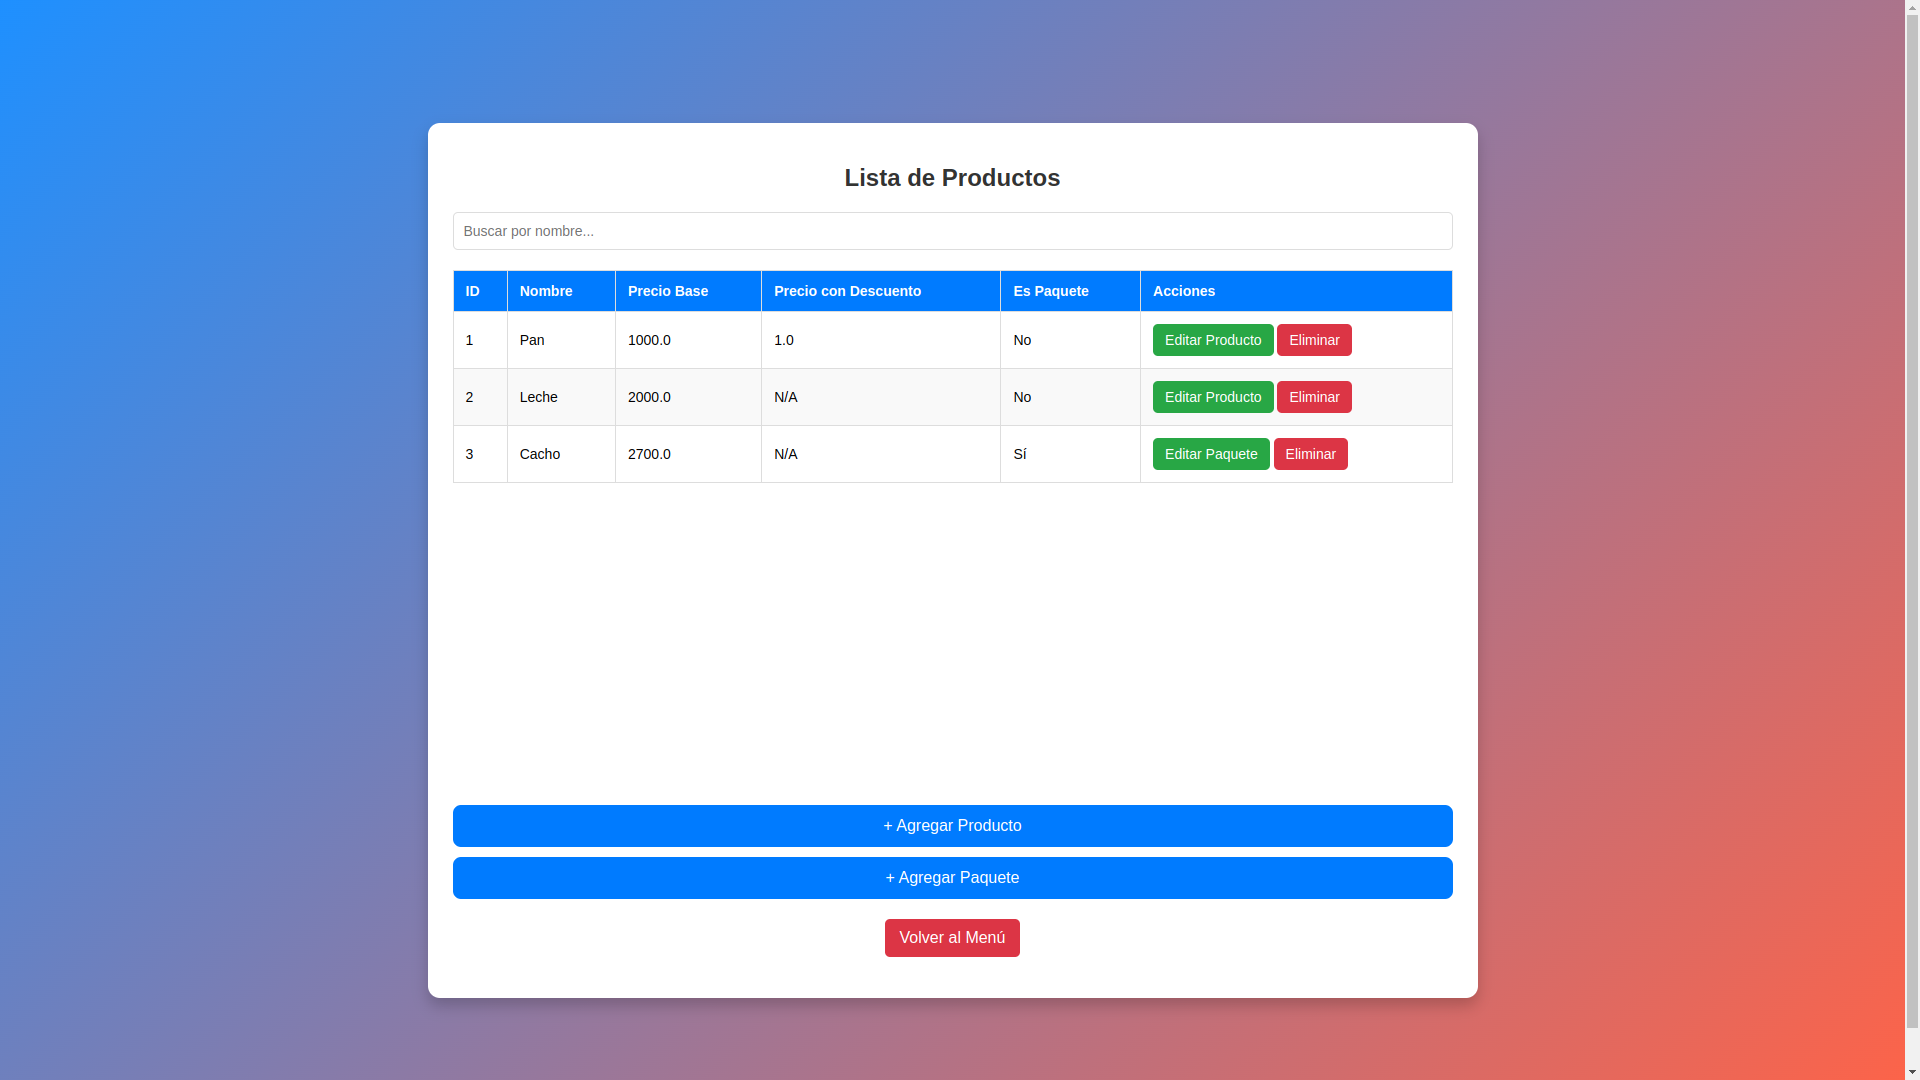 Lista de Productos
Buscar por nombre...
ID Nombre Precio Base Precio con Descuento Es Paquete Acciones
1 Pan 1000.0 1.0 No Editar Producto Eliminar
2 Leche 2000.0 N/A No Editar Producto Eliminar
3 Cacho 2700.0 N/A Sí Editar Paquete Eliminar
+ Agregar Producto
+ Agregar Paquete
Volver al Menú